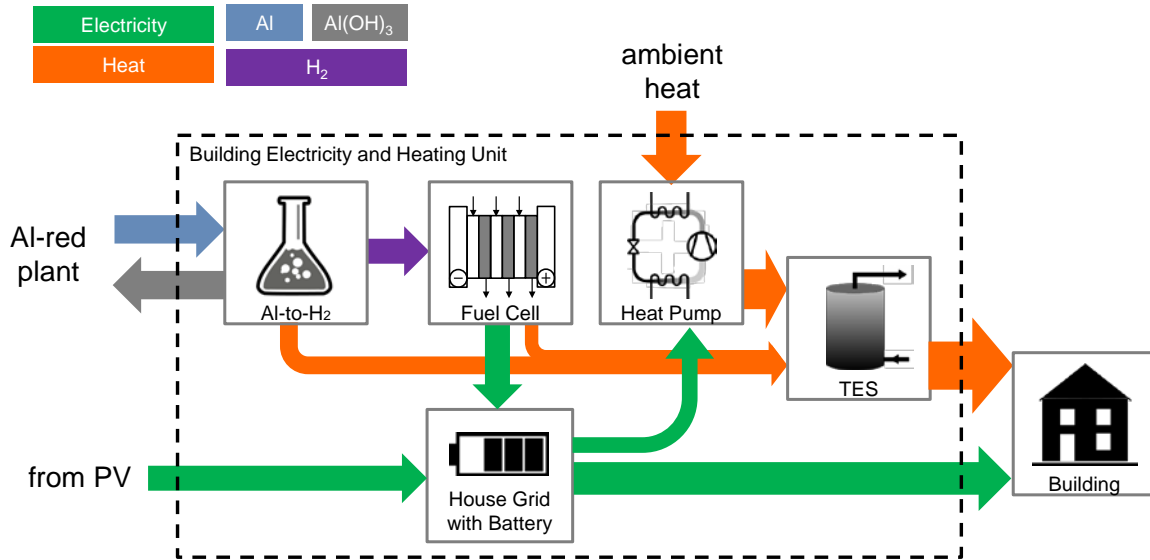 Electricity
Al
Al(OH)₃
Heat
H₂
ambient
heat
Building Electricity and Heating Unit
Al-red
plant
Al-to-H₂
Fuel Cell
Heat Pump
TES
from PV
House Grid
with Battery
Building